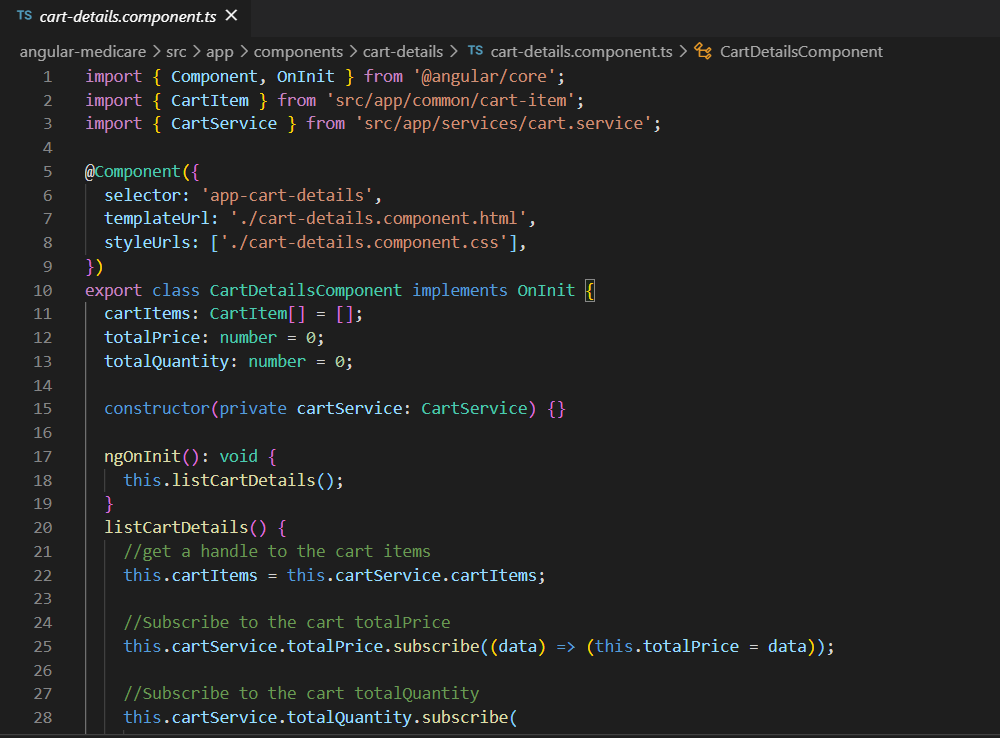 TS cart-details.component.ts ×
angular-medicare > src > app > components > cart-details > TS cart-details.component.ts > CartDetailsComponent
1 import { Component, OnInit } from '@angular/core';
2 import { CartItem } from 'src/app/common/cart-item';
3 import { CartService } from 'src/app/services/cart.service';
4
5 @Component({
6   selector: 'app-cart-details',
7   templateUrl: './cart-details.component.html',
8   styleUrls: ['./cart-details.component.css'],
9 })
10 export class CartDetailsComponent implements OnInit {
11   cartItems: CartItem[] = [];
12   totalPrice: number = 0;
13   totalQuantity: number = 0;
14
15   constructor(private cartService: CartService) {}
16
17   ngOnInit(): void {
18     this.listCartDetails();
19   }
20   listCartDetails() {
21     //get a handle to the cart items
22     this.cartItems = this.cartService.cartItems;
23
24     //Subscribe to the cart totalPrice
25     this.cartService.totalPrice.subscribe((data) => (this.totalPrice = data));
26
27     //Subscribe to the cart totalQuantity
28     this.cartService.totalQuantity.subscribe(